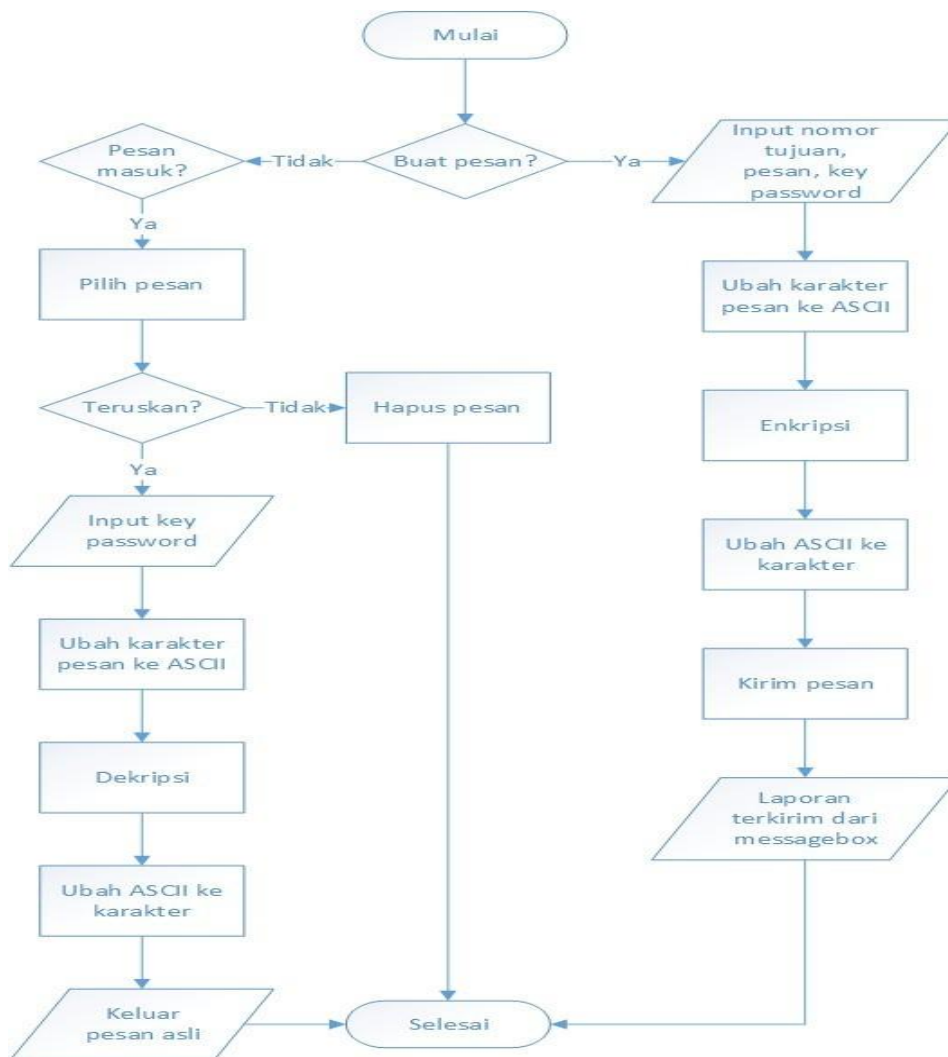 Mulai
Buat pesan?
Tidak
Ya
Pesan
masuk?
Input nomor
tujuan,
pesan, key
password
Ya
Pilih pesan
Ubah karakter
pesan ke ASCII
Teruskan?
Tidak
Hapus pesan
Enkripsi
Ya
Input key
password
Ubah ASCII ke
karakter
Ubah karakter
pesan ke ASCII
Kirim pesan
Dekripsi
Laporan
terkirim dari
messagebox
Ubah ASCII ke
karakter
Keluar
pesan asli
Selesai